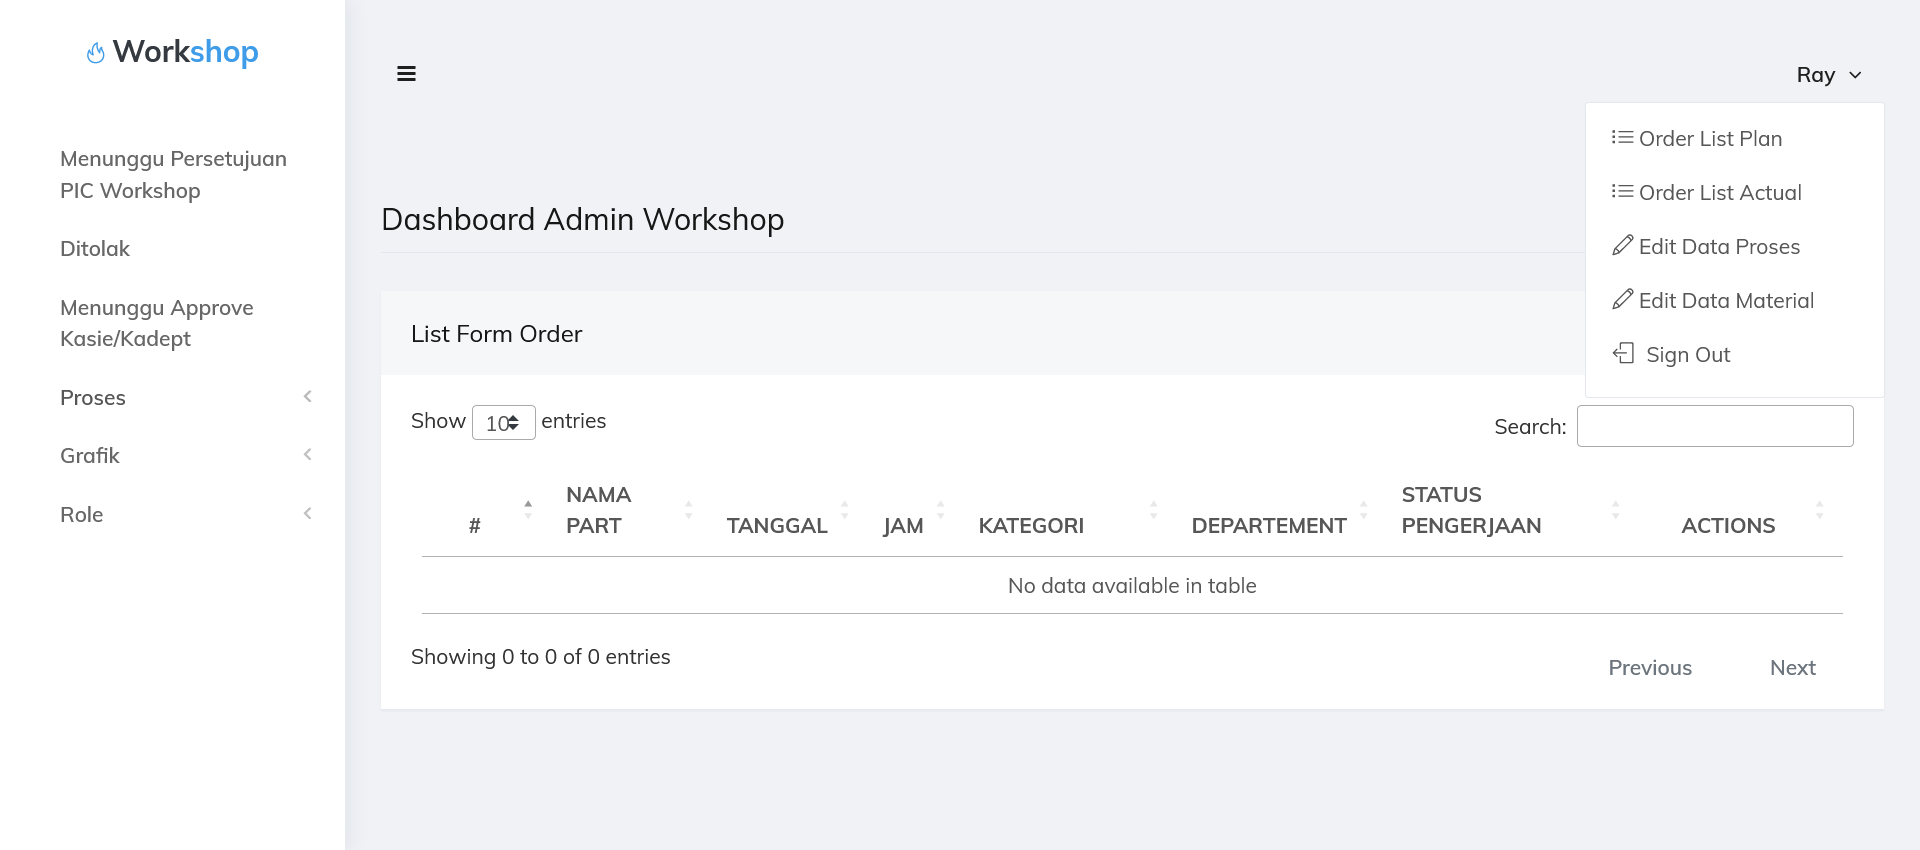 Workshop
Menunggu Persetujuan
PIC Workshop
Ditolak
Menunggu Approve
Kasie/Kadept
Proses
Grafik
Role
Ray
Order List Plan
Order List Actual
Edit Data Proses
Edit Data Material
Sign Out
Dashboard Admin Workshop
List Form Order
Show 10 entries
Search:
# NAMA PART TANGGAL JAM KATEGORI DEPARTEMENT STATUS PENGERJAAN ACTIONS
No data available in table
Showing 0 to 0 of 0 entries
Previous Next